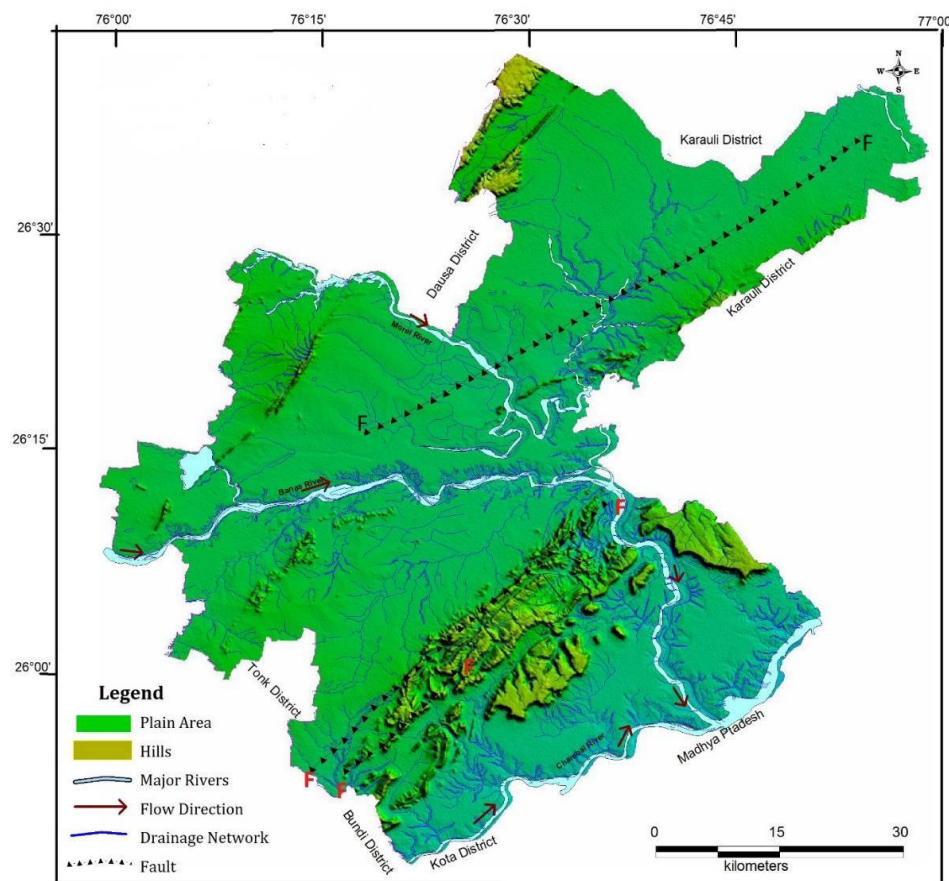 76°00'
76°15'
76°30'
76°45'
77°00'
N
W
E
S
Karauli District
F
26°30'
Dausa District
Karauli District
Morel River
F
26°15'
Banas River
F
26°00'
Tonk District
F
Legend
Plain Area
Hills
Major Rivers
Flow Direction
Drainage Network
Fault
F
F
Bundi District
Kota District
Chambal River
Madhya Ptadesh
0
15
30
kilometers